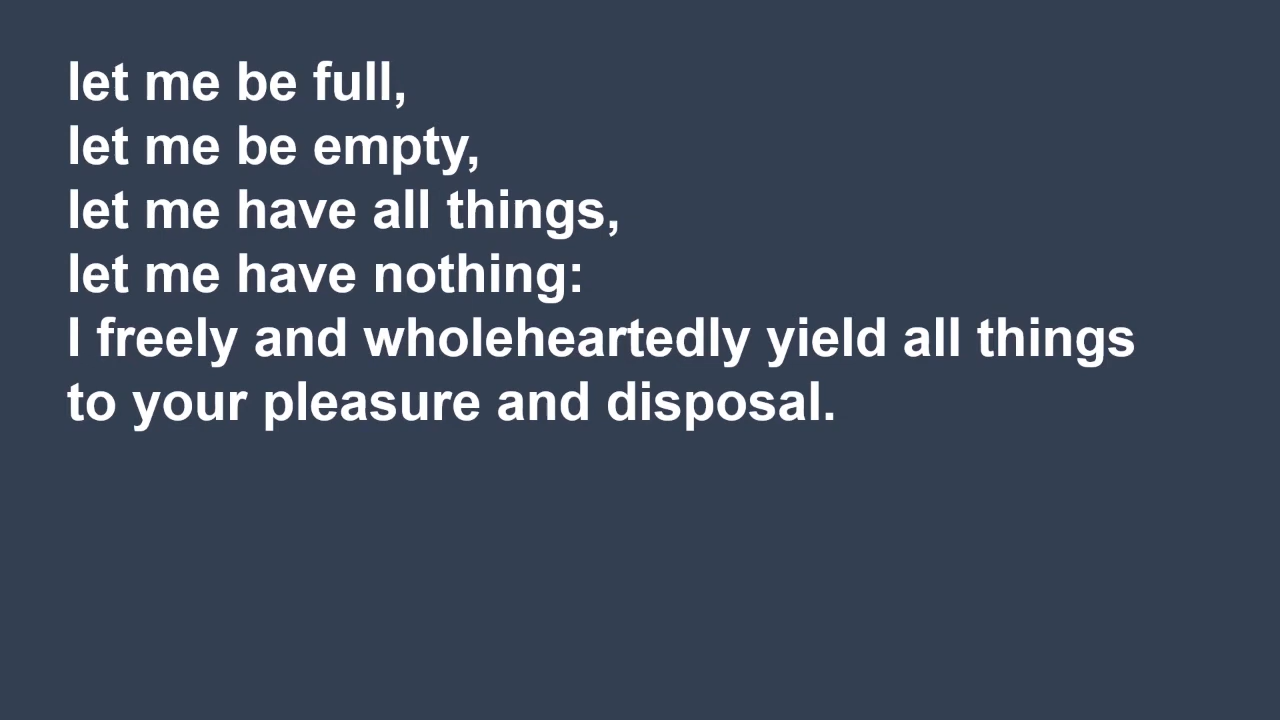 let me be full,
let me be empty,
let me have all things,
let me have nothing:
I freely and wholeheartedly yield all things
to your pleasure and disposal.